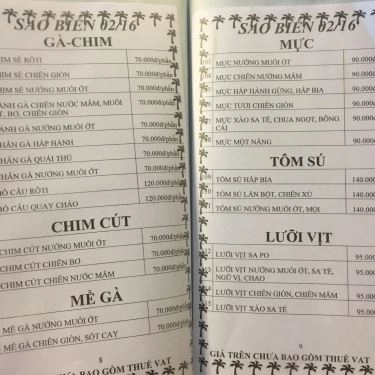 SAO BIỂN 02/16
GÀ-CHIM
HIM SẺ RÔTI 70.000đ/phần
HIM SẺ CHIÊN GIÒN 70.000đ/phần
HIM SẺ NƯỚNG MUỐI ỚT 70.000đ/phần
ÁNH GÀ CHIÊN NƯỚC MẮM, MUỐI 70.000đ/phần
T, BƠ, CHIÊN GIÒN
ÁNH GÀ NƯỚNG MUỐI ỚT 70.000đ/phần
HÂN GÀ HẤP HÀNH 70.000đ/phần
HÂN GÀ QUÁI THÚ 70.000đ/phần
HÂN GÀ NƯỚNG MUỐI ỚT 70.000đ/phần
BỒ CÂU RÔTI 120.000đ/phần
BỒ CÂU QUAY CHẢO 120.000đ/phần
CHIM CÚT
CHIM CÚT NƯỚNG MUỐI ỚT 70.000đ/phần
CHIM CÚT CHIÊN BƠ 70.000đ/phần
CHIM CÚT CHIÊN NƯỚC MẮM 70.000đ/phần
MỀ GÀ
MỀ GÀ NƯỚNG MUỐI ỚT 70.000đ/phần
MỀ GÀ CHIÊN GIÒN, SỐT CAY 70.000đ/phần
8
CHƯA BAO GỒM THUẾ VAT
SAO BIỂN 02/16
MỰC
MỰC NƯỚNG MUỐI ỚT 90.000đ
MỰC CHIÊN NƯỚC MẮM 90.000đ
MỰC HẤP HÀNH GỪNG, HẤP BIA 90.000đ
MỰC TƯƠI CHIÊN GIÒN 90.000đ
MỰC XÀO SA TẾ, CHUA NGỌT, BÔNG 90.000đ
CẢI
MỰC MỘT NẮNG 90.000đ
TÔM SÚ
TÔM SÚ HẤP BIA 140.000
TÔM SÚ LĂN BỘT, CHIÊN XÙ 140.000
TÔM SÚ NƯỚNG MUỐI ỚT, MỌI 140.000
LƯỠI VỊT
LƯỠI VỊT SA PO 95.000
LƯỠI VỊT NƯỚNG MUỐI ỚT, SA TẾ, 95.000
NGŨ VỊ, CHAO
LƯỠI VỊT CHIÊN GIÒN, CHIÊN MẮM 95.000
LƯỠI VỊT XÀO SA TẾ 95.000
9
GIÁ TRÊN CHƯA BAO GỒM THUẾ VAT